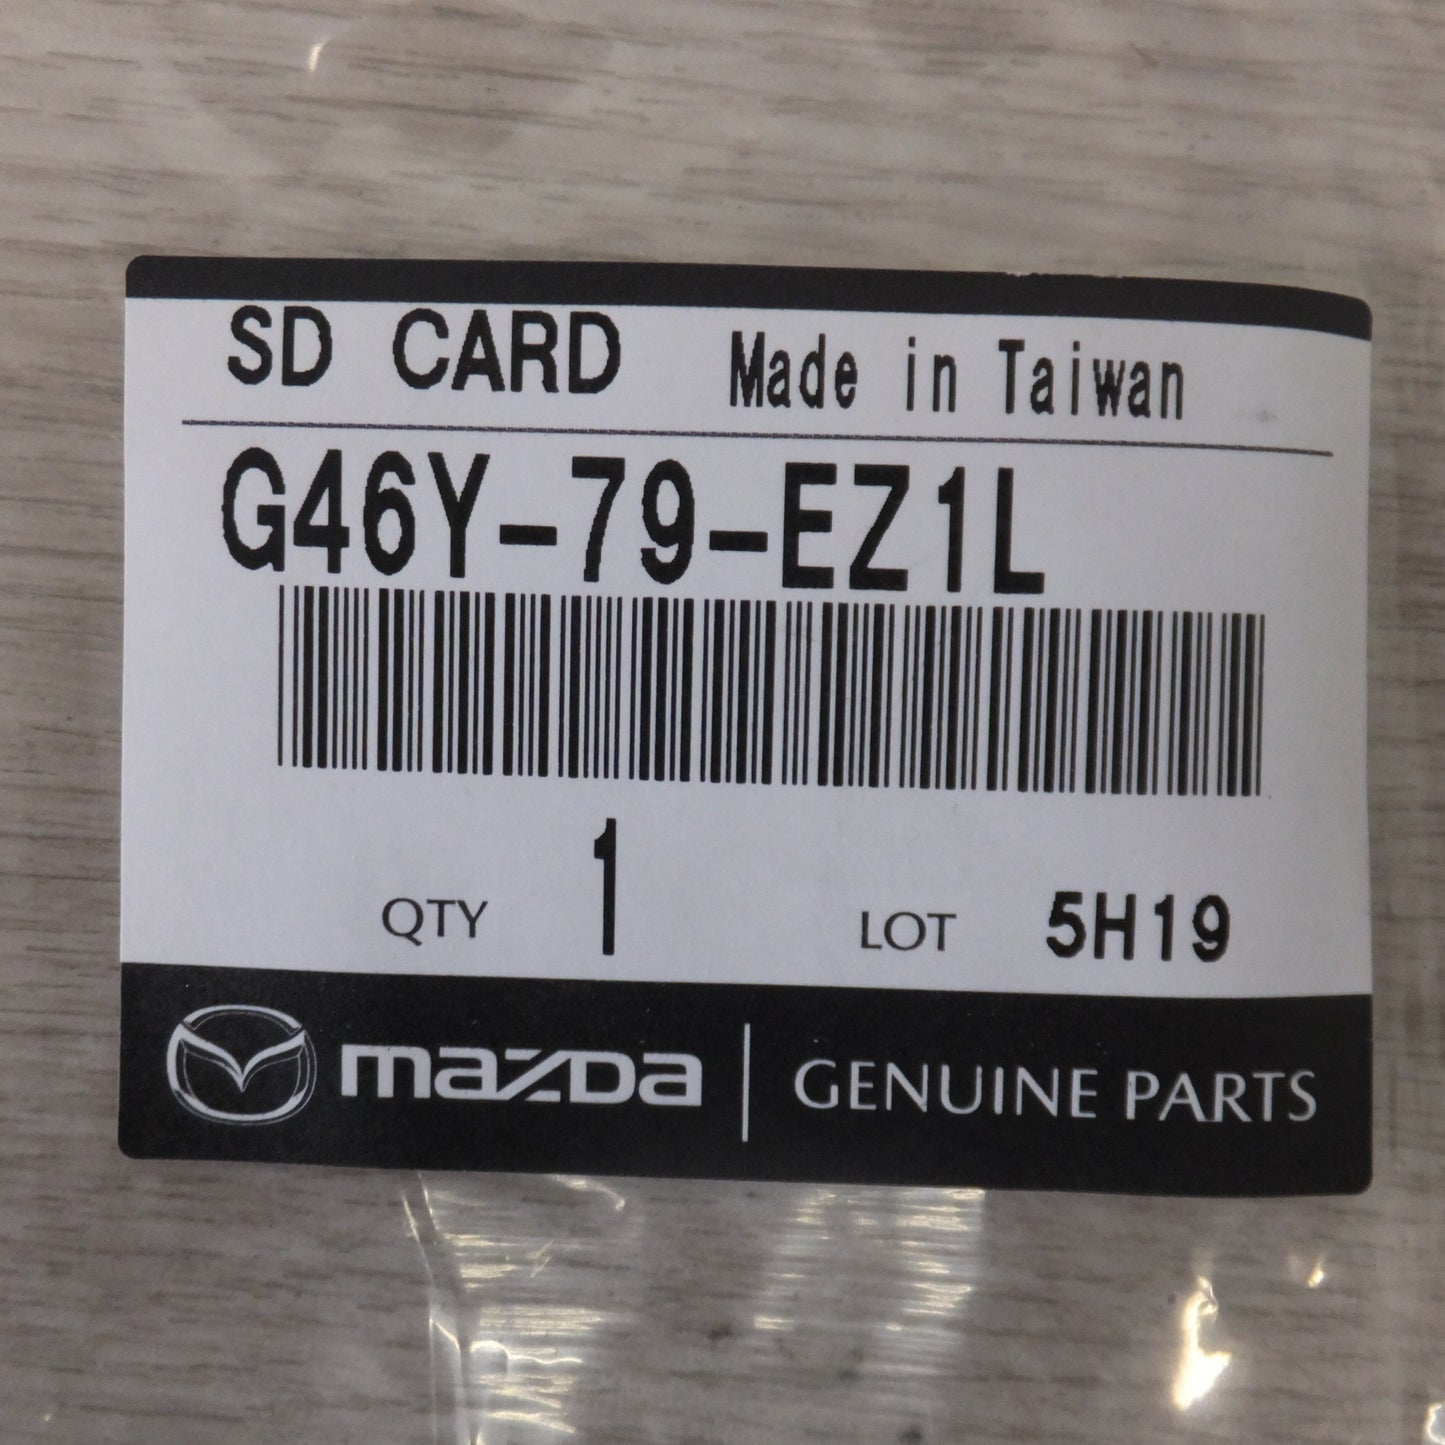 SD CARD Made in Taiwan
G46Y-79-EZ1L
QTY 1 LOT 5H19
mazda GENUINE PARTS